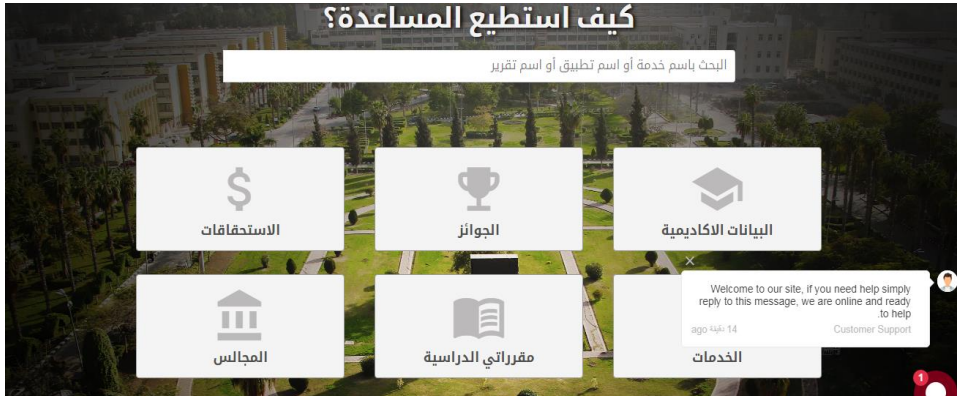 كيف استطيع المساعدة؟
البحث باسم خدمة أو اسم تطبيق أو اسم تقرير
البيانات الاكاديمية
الجوائز
الاستحقاقات
الخدمات
مقرراتي الدراسية
المجالس
Welcome to our site, if you need help simply
reply to this message, we are online and ready
.to help
Customer Support
14 دقيقة ago
1